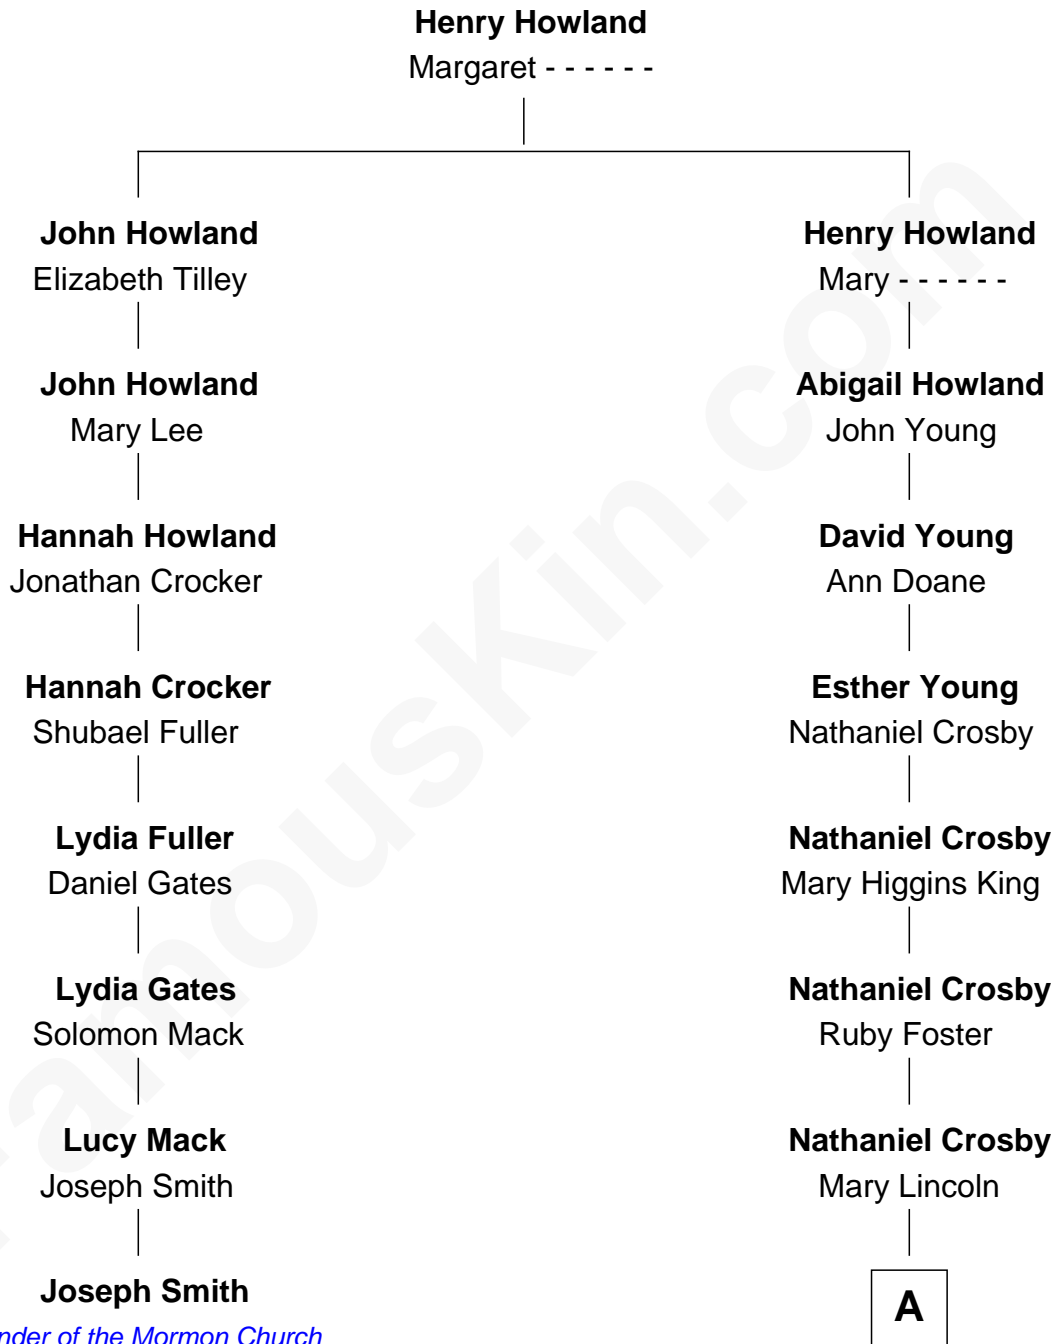 Henry Howland
Margaret - - - - - -
John Howland
Elizabeth Tilley
Henry Howland
Mary - - - - - -
John Howland
Mary Lee
Abigail Howland
John Young
Hannah Howland
Jonathan Crocker
David Young
Ann Doane
Hannah Crocker
Shubael Fuller
Esther Young
Nathaniel Crosby
Lydia Fuller
Daniel Gates
Nathaniel Crosby
Mary Higgins King
Lydia Gates
Solomon Mack
Nathaniel Crosby
Ruby Foster
Lucy Mack
Joseph Smith
Nathaniel Crosby
Mary Lincoln
Joseph Smith
nder of the Mormon Church
A
FamousKin.com